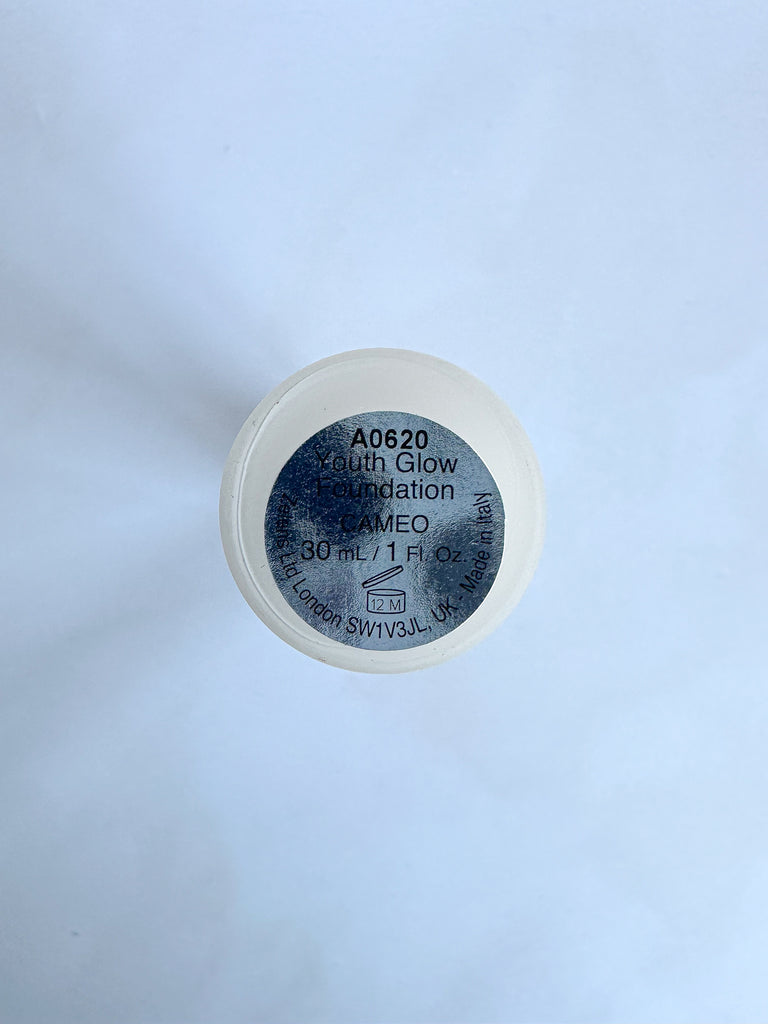 A0620
Youth Glow
Foundation
CAMEO
30 mL / 1 Fl. Oz.
12 M
Ltd London SW1V3JL, UK - Made in Italy